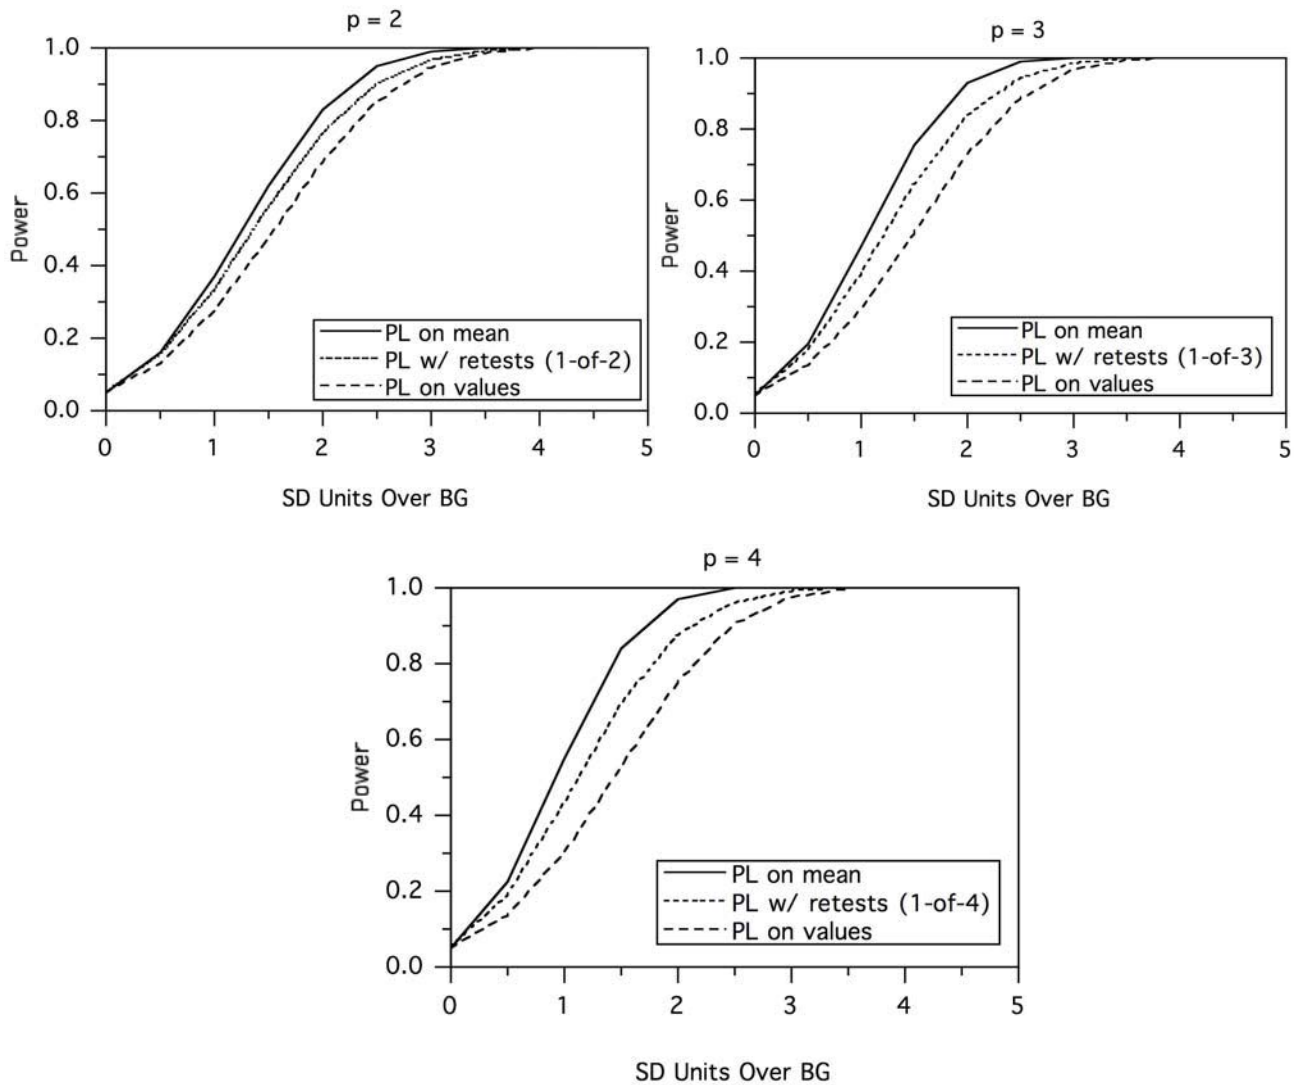 p = 2
1.0
0.8
0.6
0.4
0.2
0.0
Power
PL on mean
PL w/ retests (1-of-2)
PL on values
0 1 2 3 4 5
SD Units Over BG
p = 3
1.0
0.8
0.6
0.4
0.2
0.0
Power
PL on mean
PL w/ retests (1-of-3)
PL on values
0 1 2 3 4 5
SD Units Over BG
p = 4
1.0
0.8
0.6
0.4
0.2
0.0
Power
PL on mean
PL w/ retests (1-of-4)
PL on values
0 1 2 3 4 5
SD Units Over BG